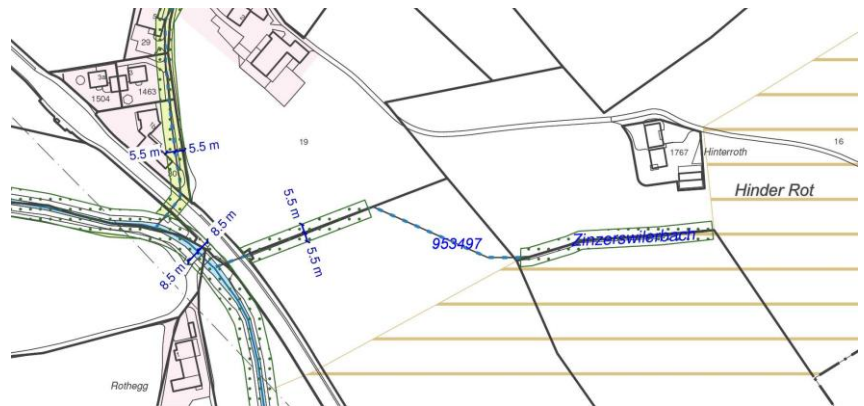 29
3a
1504
1463
19
16
5.5 m
5.5 m
1767
Hinterroth
Hinder Rot
5.5 m
8.5 m
953497
Zinzerswilerbach
5.5 m
8.5 m
Rothegg